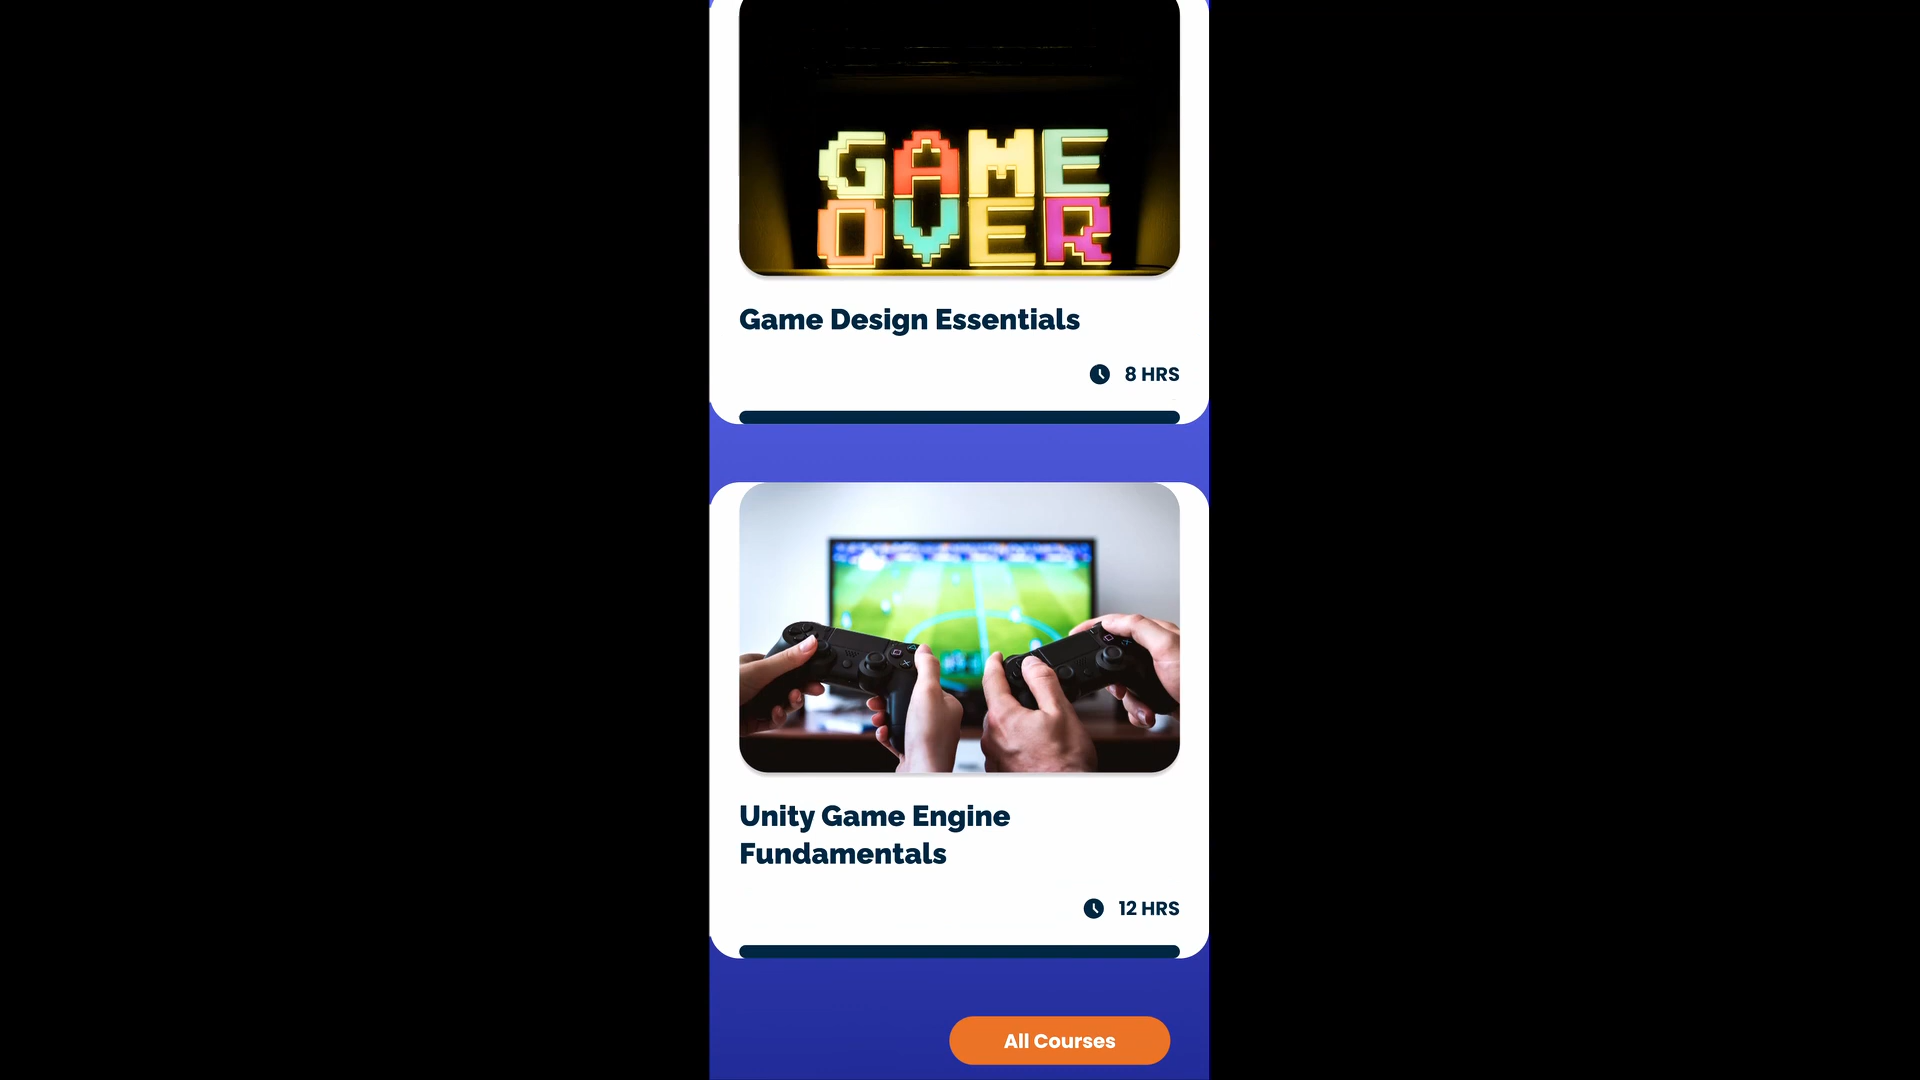 GAME
OVER
Game Design Essentials
8 HRS
Unity Game Engine
Fundamentals
12 HRS
All Courses